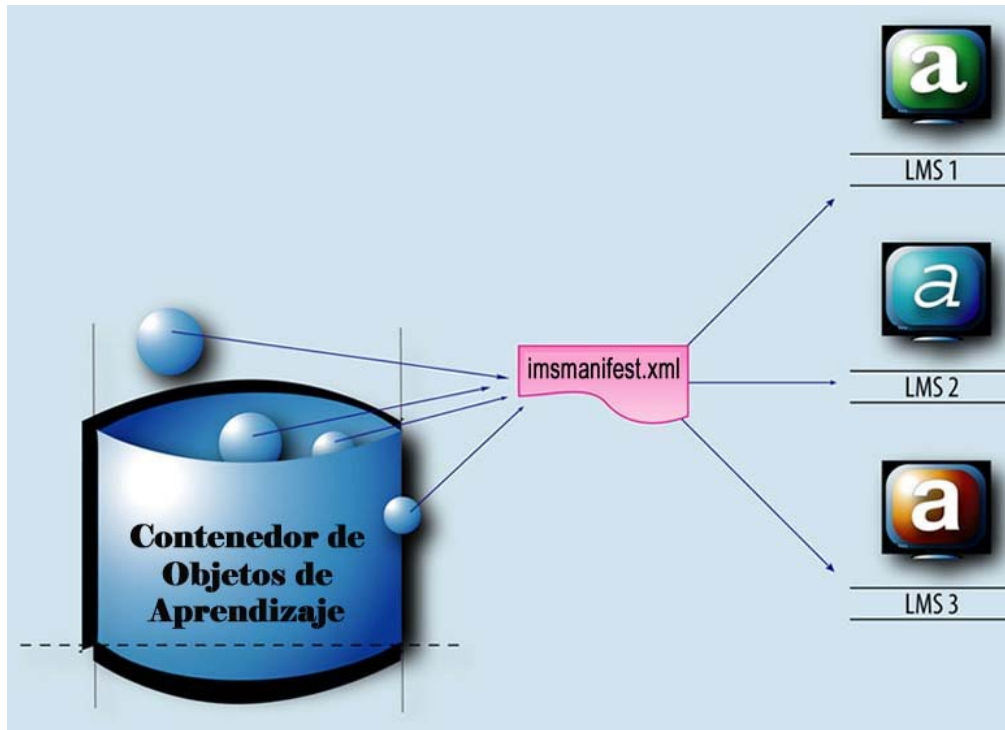 a
LMS 1
a
LMS 2
imsmanifest.xml
a
LMS 3
Contenedor de
Objetos de
Aprendizaje